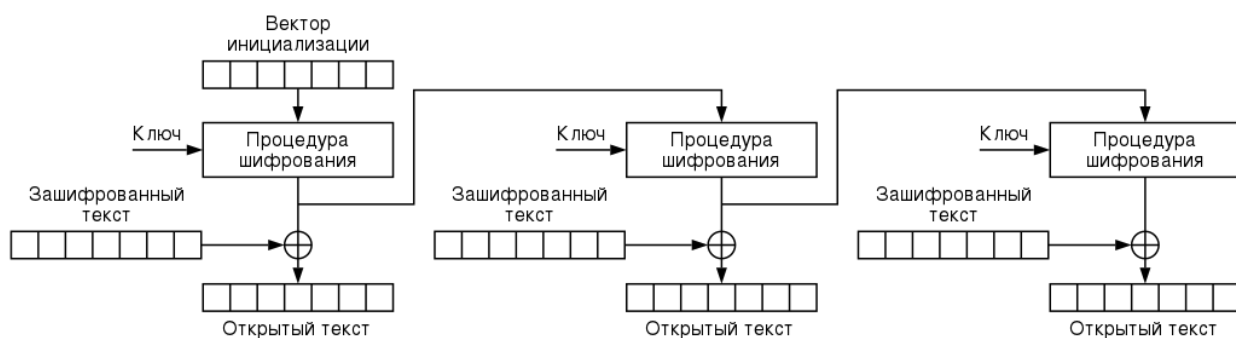 Вектор
инициализации
Ключ
Процедура
шифрования
Ключ
Процедура
шифрования
Ключ
Процедура
шифрования
Зашифрованный
текст
Зашифрованный
текст
Зашифрованный
текст
Открытый текст
Открытый текст
Открытый текст